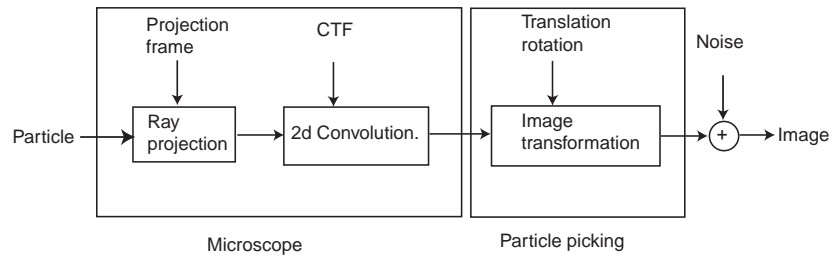 Projection
frame
CTF
Translation
rotation
Noise
Particle
Ray
projection
2d Convolution.
Image
transformation
+
Image
Microscope
Particle picking